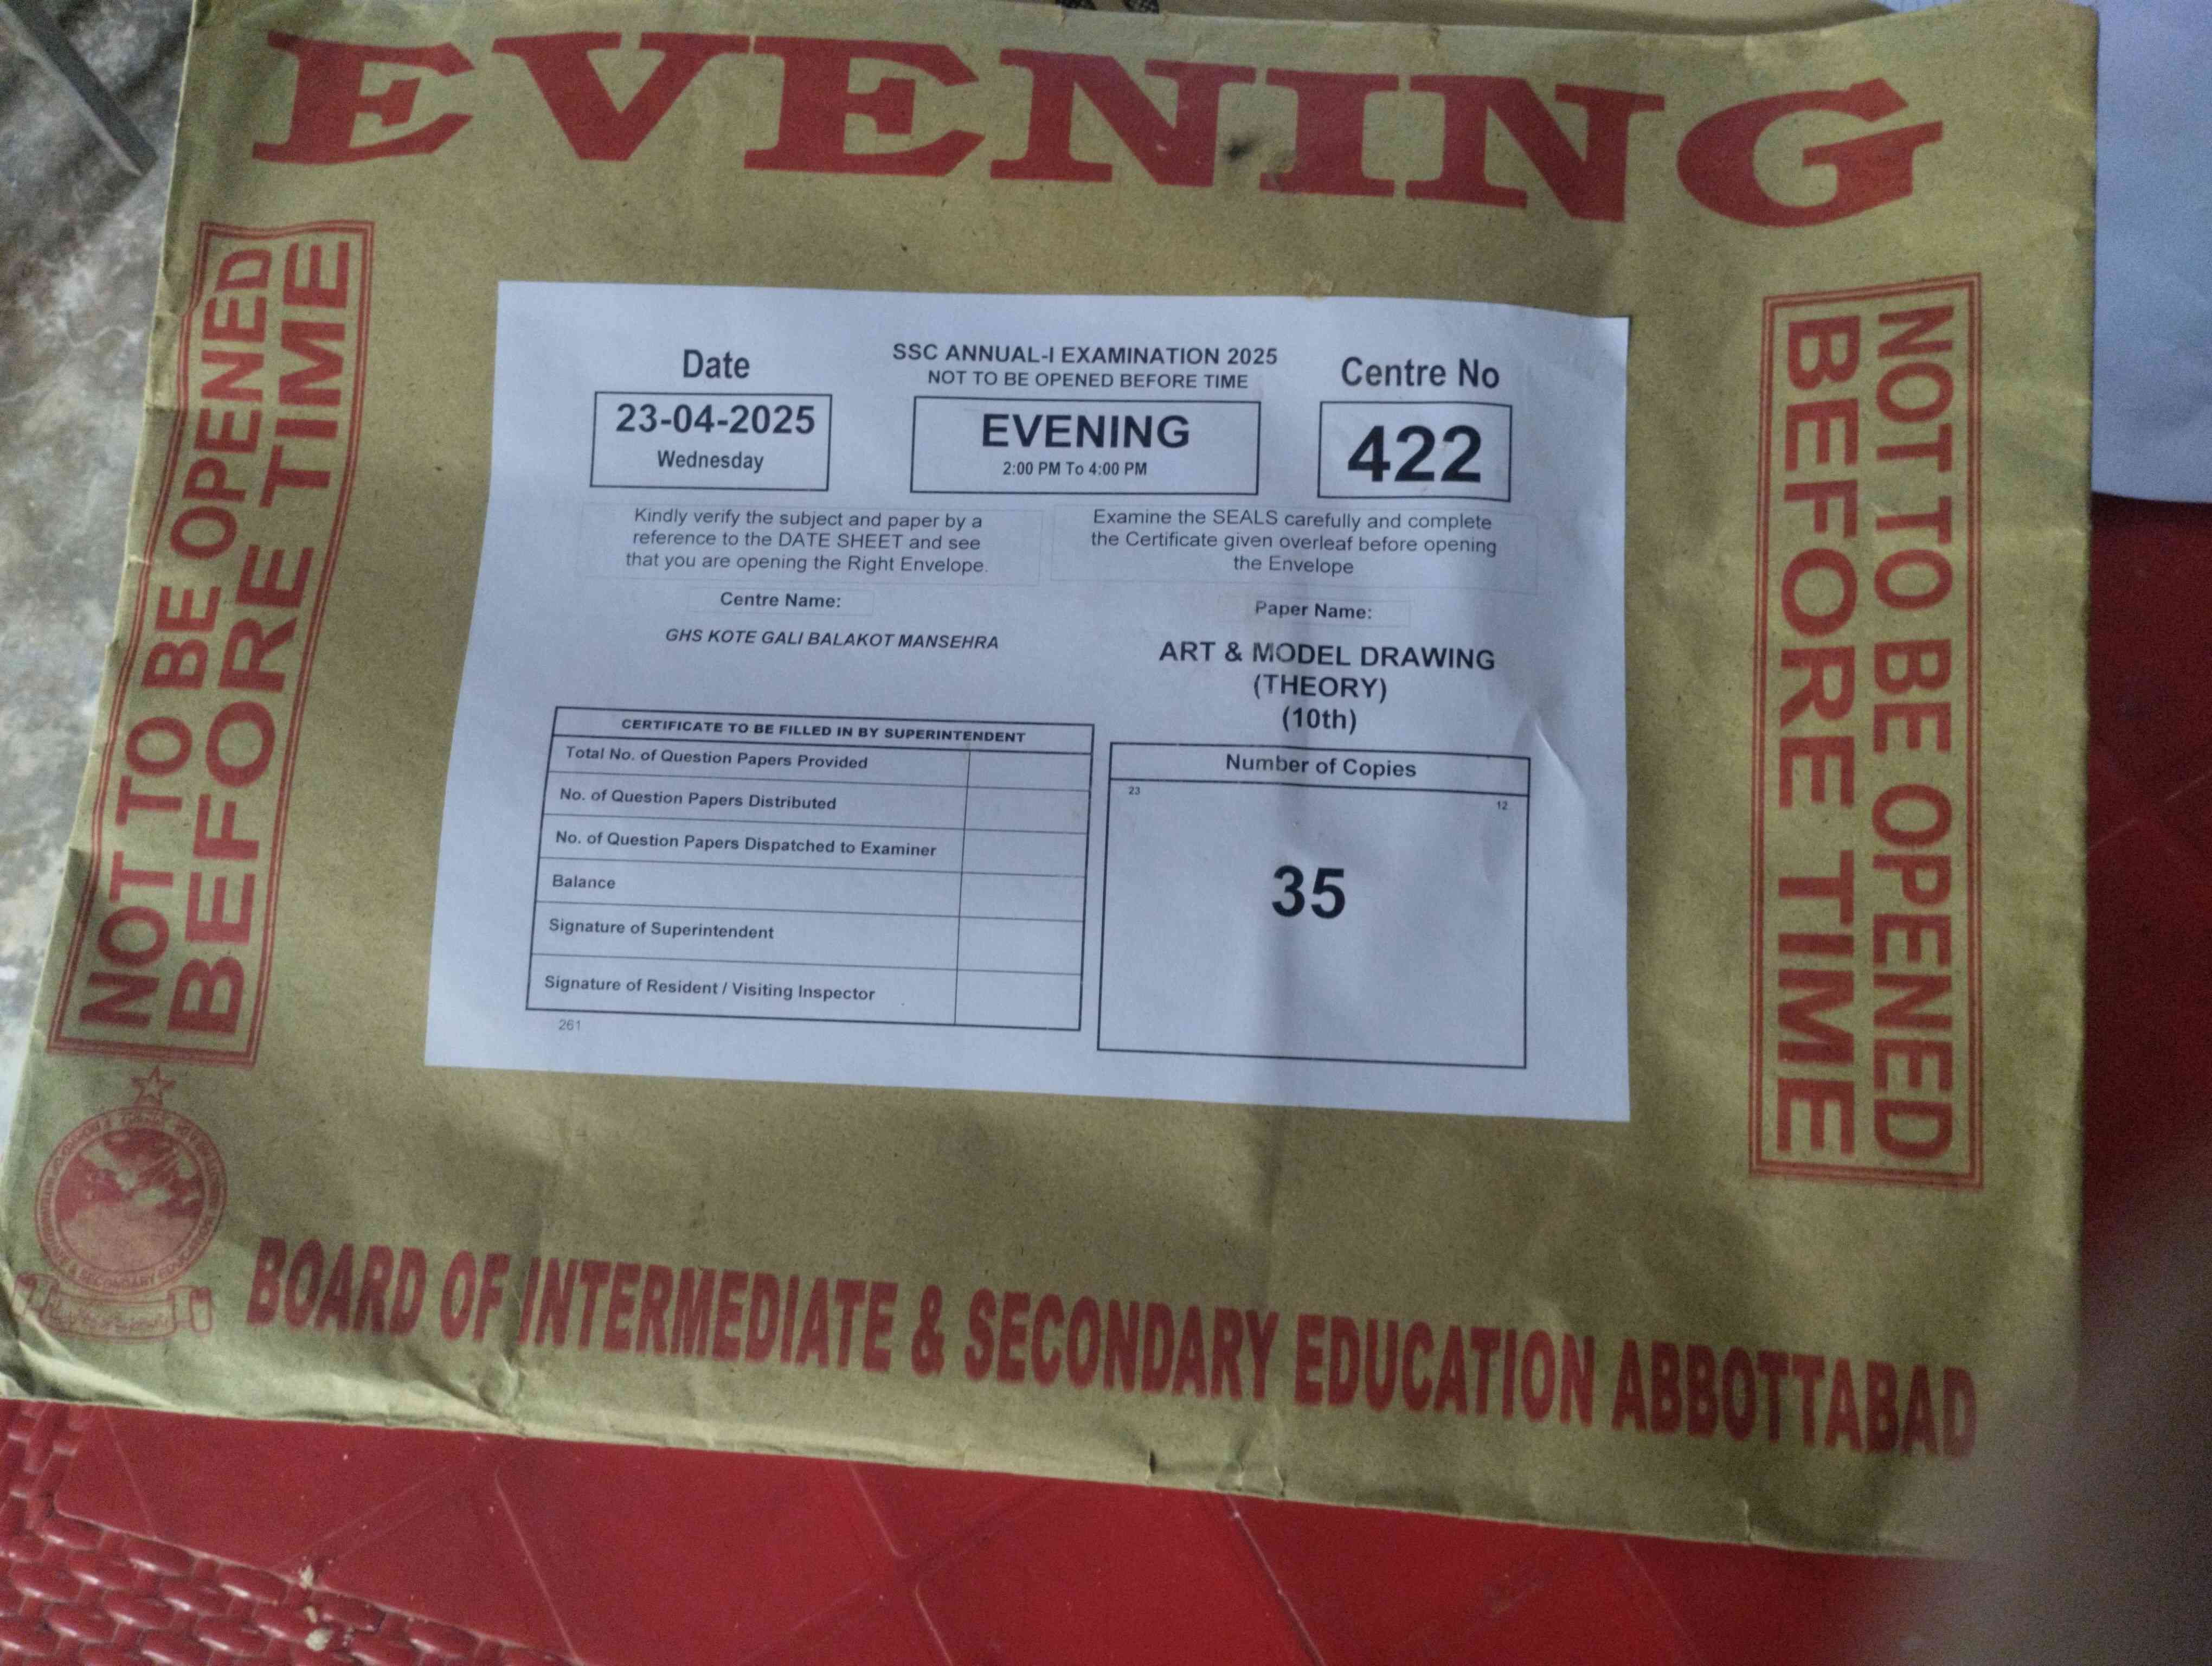 EVENING
NOT TO BE OPENED
BEFORE TIME
Date
23-04-2025
Wednesday
SSC ANNUAL-I EXAMINATION 2025
NOT TO BE OPENED BEFORE TIME
EVENING
2:00 PM To 4:00 PM
Centre No
422
Kindly verify the subject and paper by a
reference to the DATE SHEET and see
that you are opening the Right Envelope.
Examine the SEALS carefully and complete
the Certificate given overleaf before opening
the Envelope
Centre Name:
GHS KOTE GALI BALAKOT MANSEHRA
Paper Name:
ART & MODEL DRAWING
(THEORY)
(10th)
CERTIFICATE TO BE FILLED IN BY SUPERINTENDENT
Total No. of Question Papers Provided
No. of Question Papers Distributed
No. of Question Papers Dispatched to Examiner
Balance
Signature of Superintendent
Signature of Resident / Visiting Inspector
261
Number of Copies
23
12
35
NOT TO BE OPENED
BEFORE TIME
BOARD OF INTERMEDIATE & SECONDARY EDUCATION ABBOTTABAD